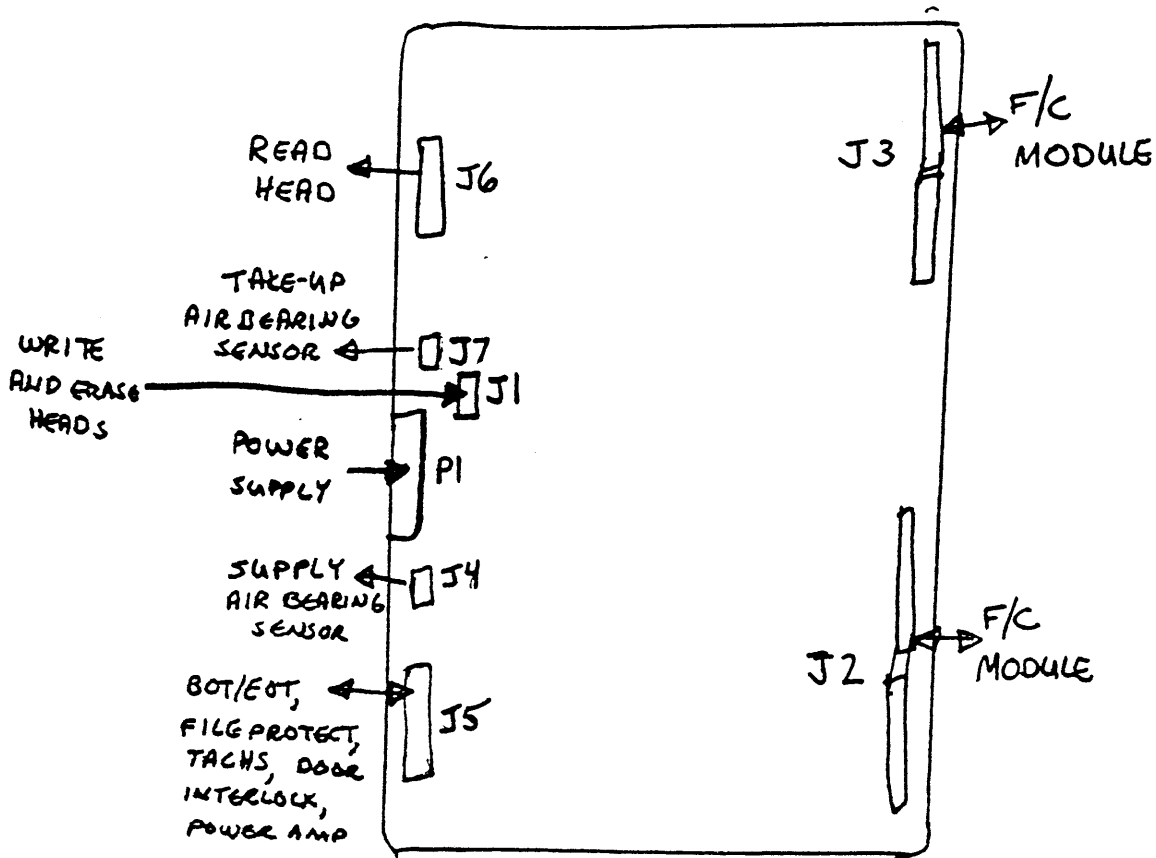 READ
HEAD
J6
J3
F/C
MODULE
TAKE-UP
AIR BEARING
SENSOR
J7
WRITE
AND ERASE
HEADS
J1
POWER
SUPPLY
P1
SUPPLY
AIR BEARING
SENSOR
J4
BOT/EOT,
FILE PROTECT,
TACHS, DOOR
INTERLOCK,
POWER AMP
J5
J2
F/C
MODULE